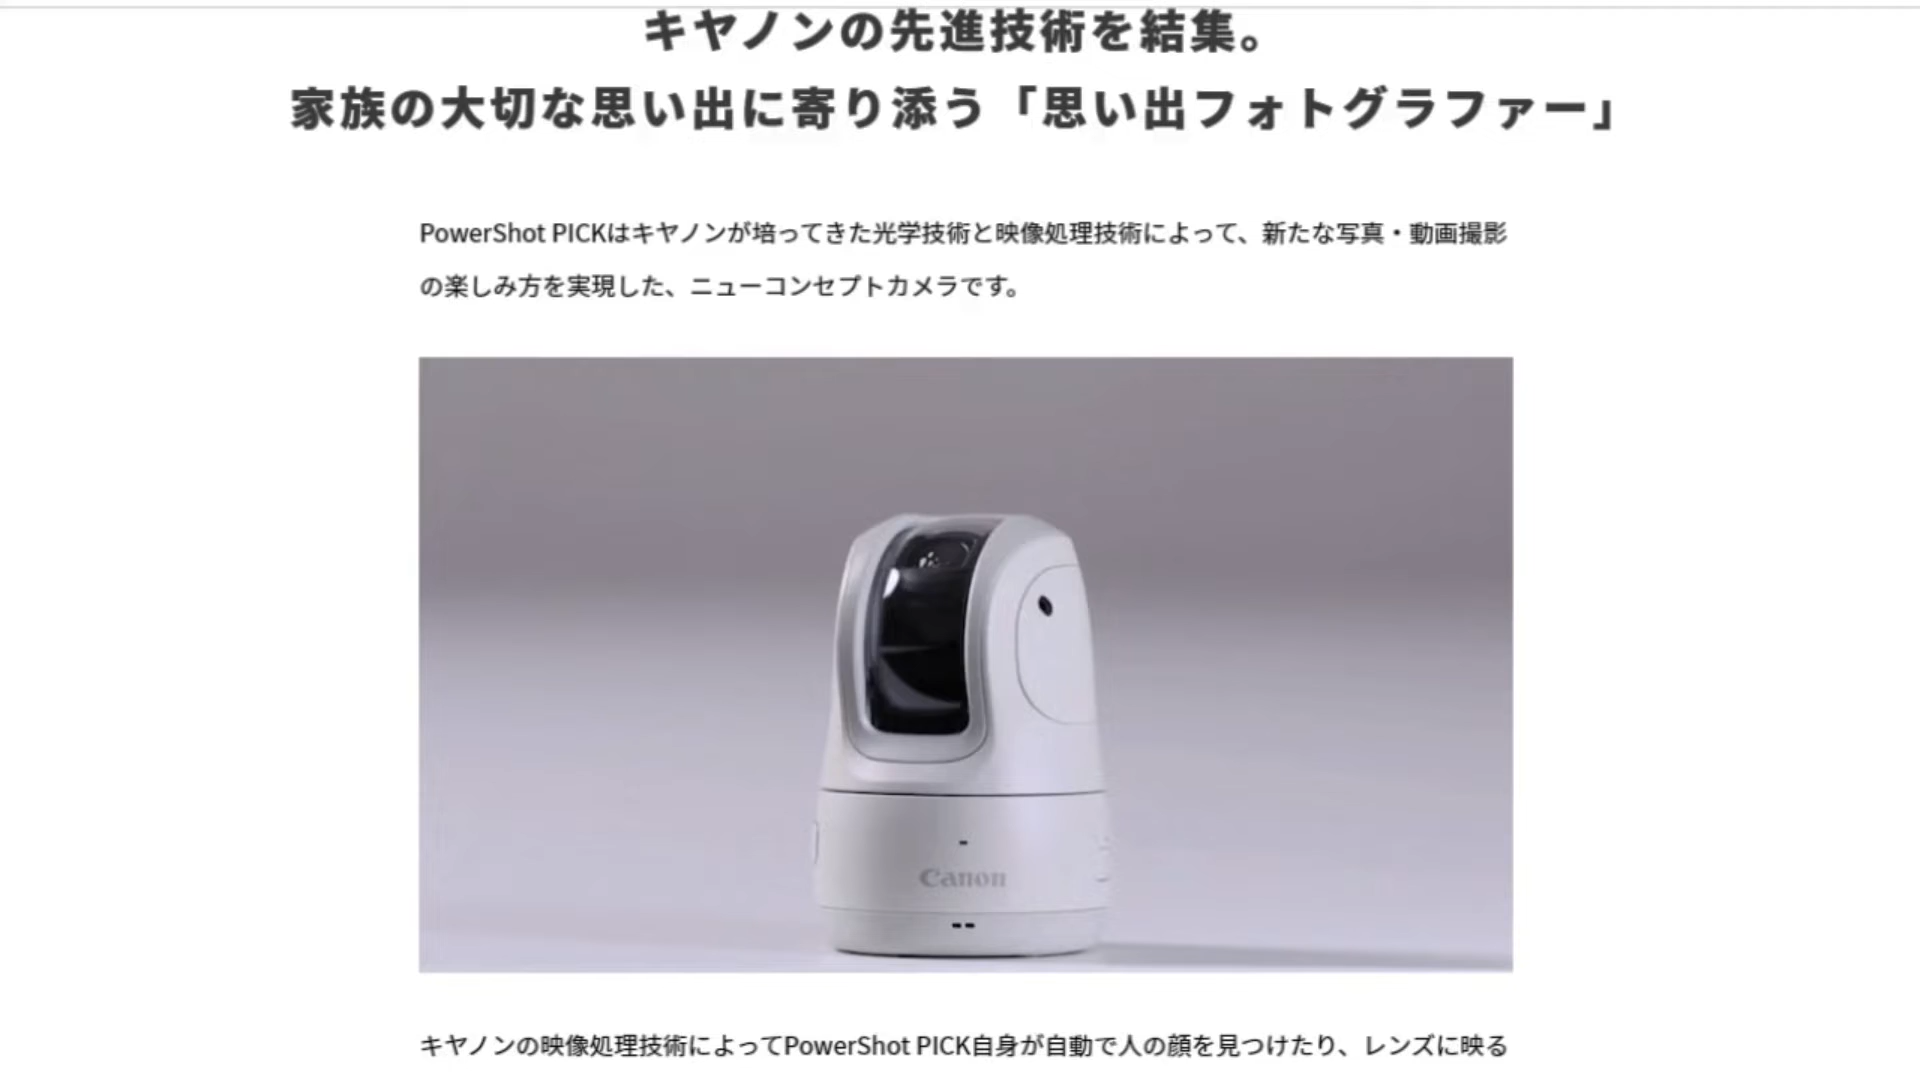 キヤノンの先進技術を結集。
家族の大切な思い出に寄り添う「思い出フォトグラファー」
PowerShot PICKはキヤノンが培ってきた光学技術と映像処理技術によって、新たな写真・動画撮影
の楽しみ方を実現した、ニューコンセプトカメラです。
Canon
キヤノンの映像処理技術によってPowerShot PICK自身が自動で人の顔を見つけたり、レンズに映る